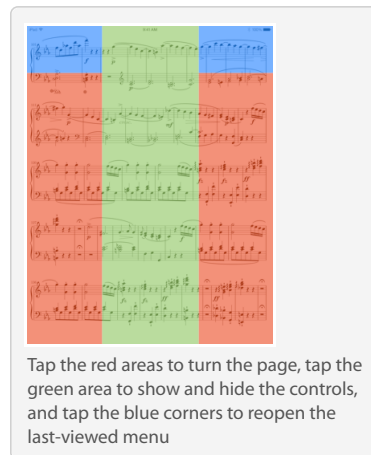 Tap the red areas to turn the page, tap the
green area to show and hide the controls,
and tap the blue corners to reopen the
last-viewed menu